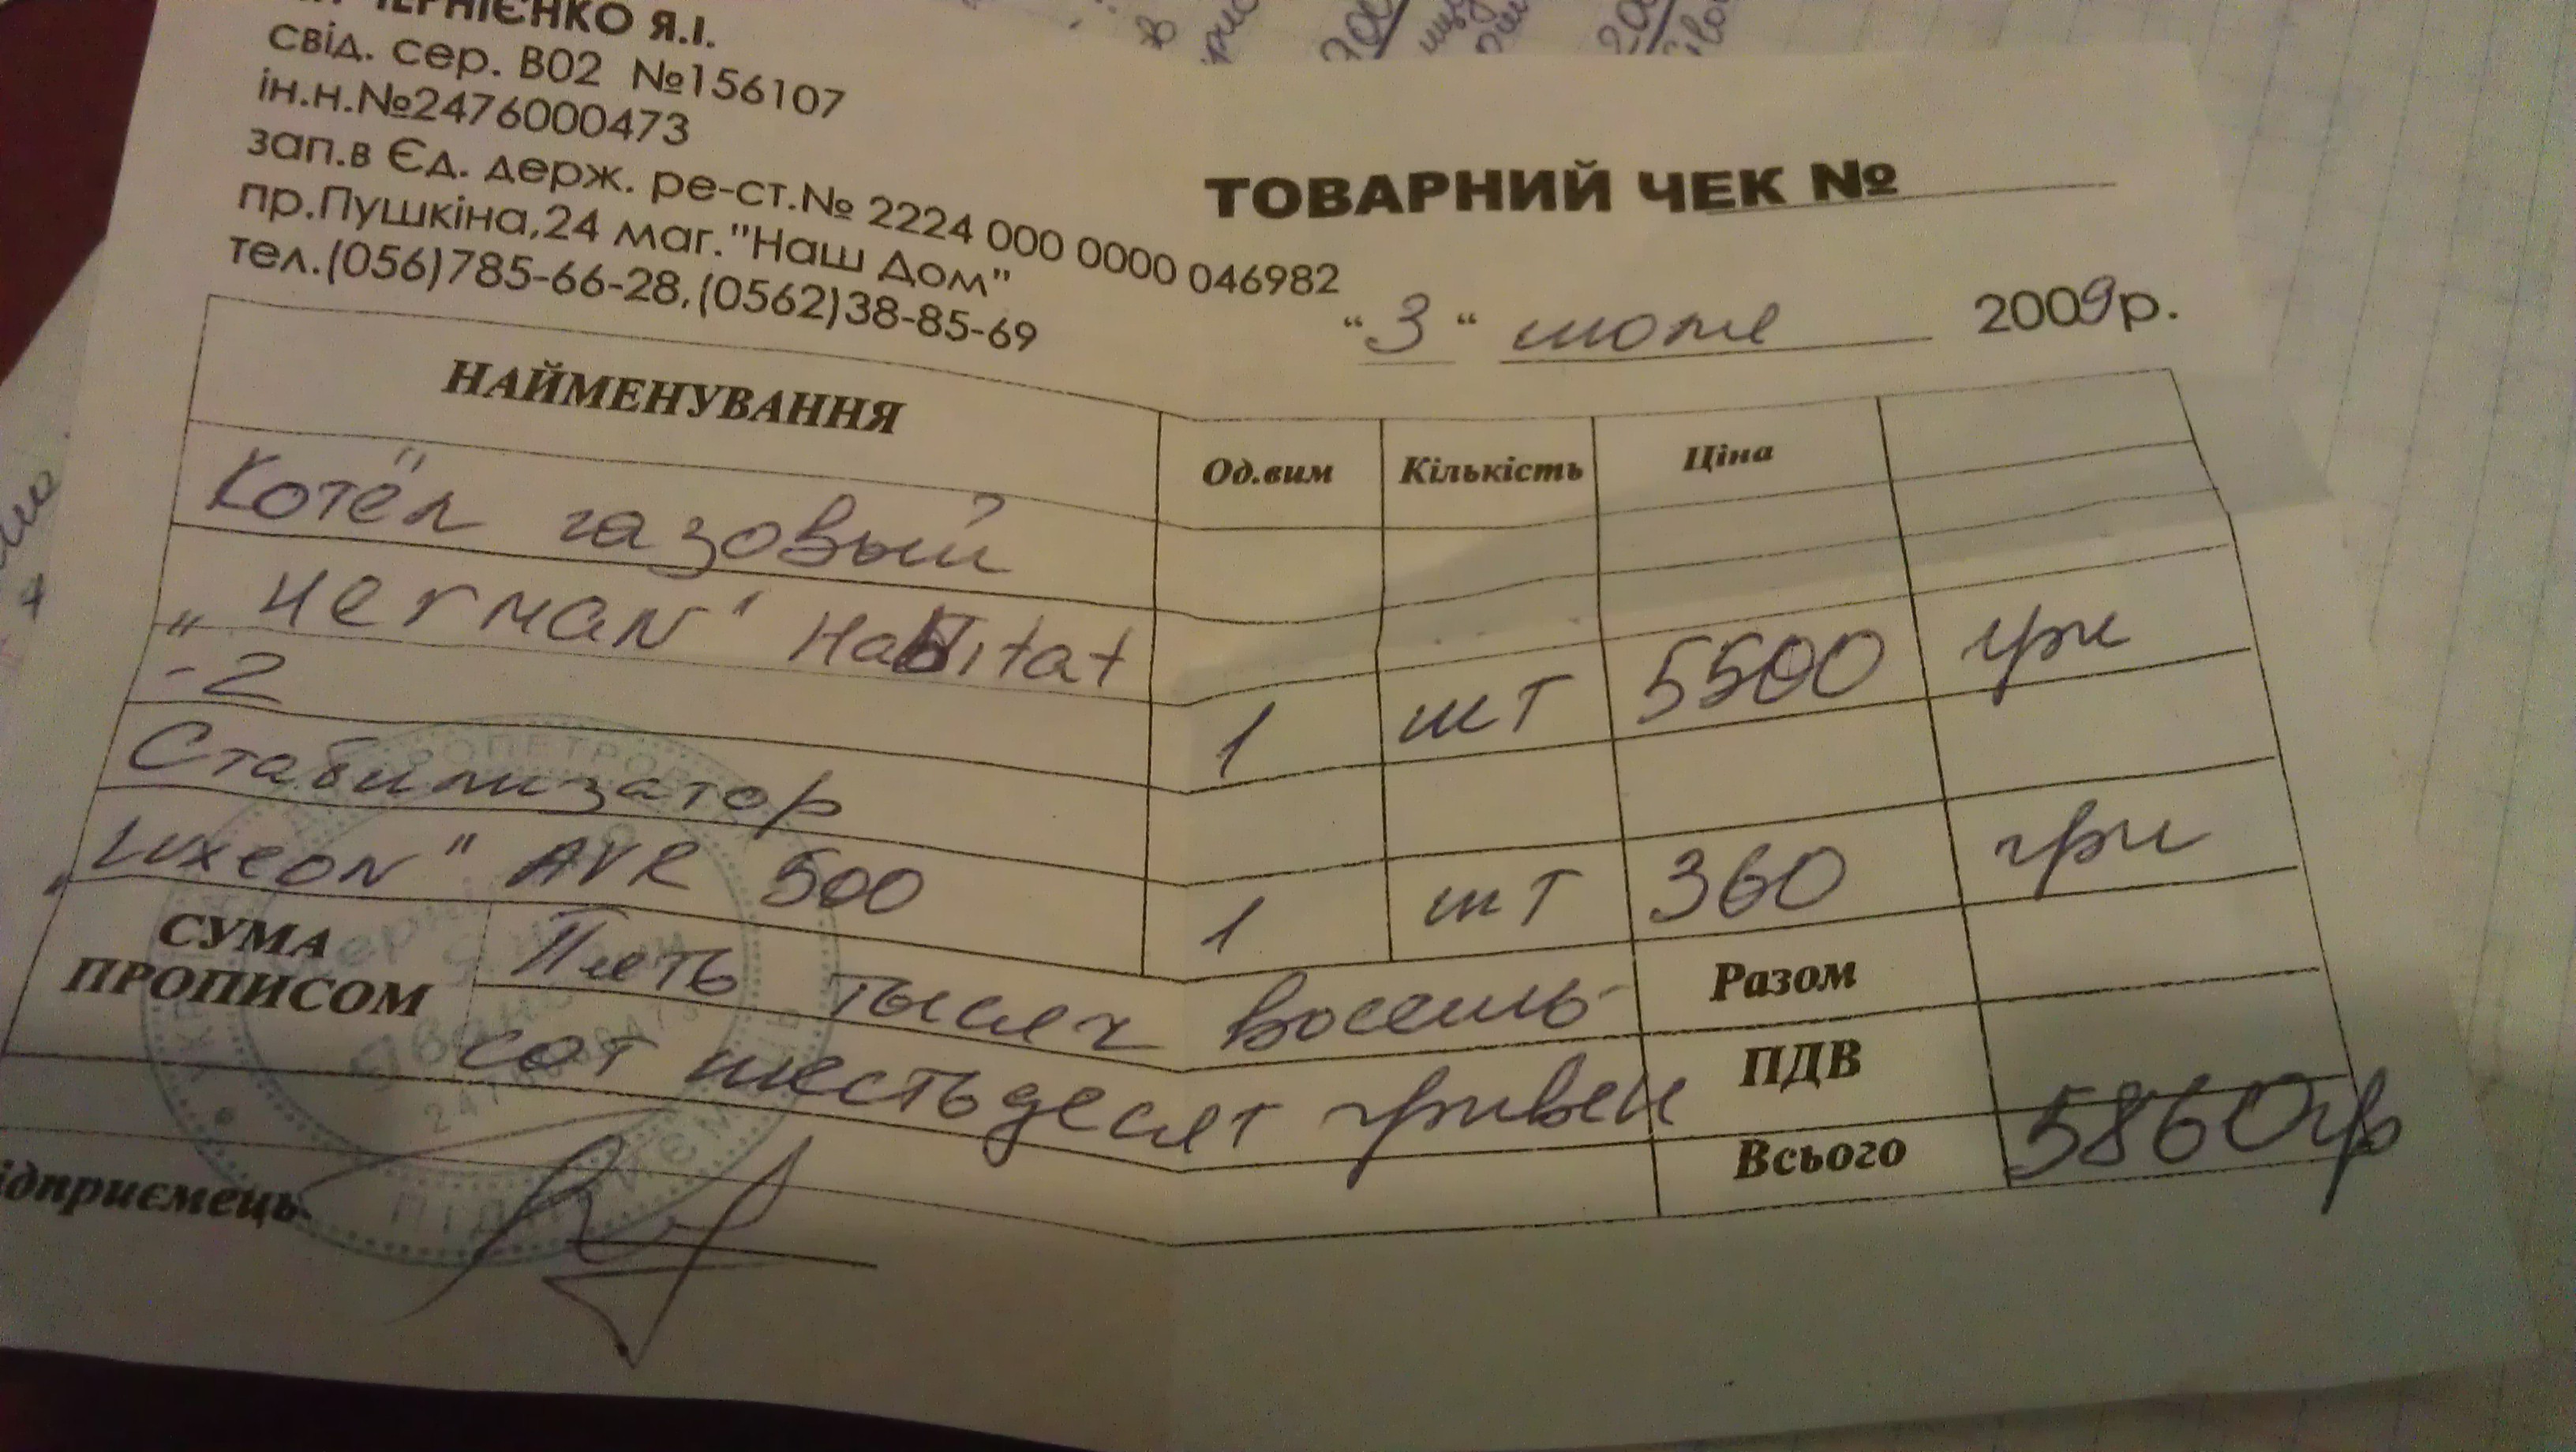 ЧЕРНІЄНКО Я.І.
свід. сер. В02 №156107
ін.н.№2476000473
зап.в Єд. держ. ре-ст.№ 2224 000 0000 046982
пр.Пушкіна,24 маг."Наш Дом"
тел.(056)785-66-28,(0562)38-85-69
ТОВАРНИЙ ЧЕК №
"3" 2009р.
НАЙМЕНУВАННЯ Од.вим Кількість Ціна
Котёл газовый
„Herman" Habitat
-2 1 шт 5500 грн
Стабилизатор
„Luxeon" AVR 500 1 шт 360 грн
СУМА ПРОПИСОМ Пять тысяч восемь- Разом
сот шестьдесят гривен ПДВ
Всього 5860гр
ідприємець